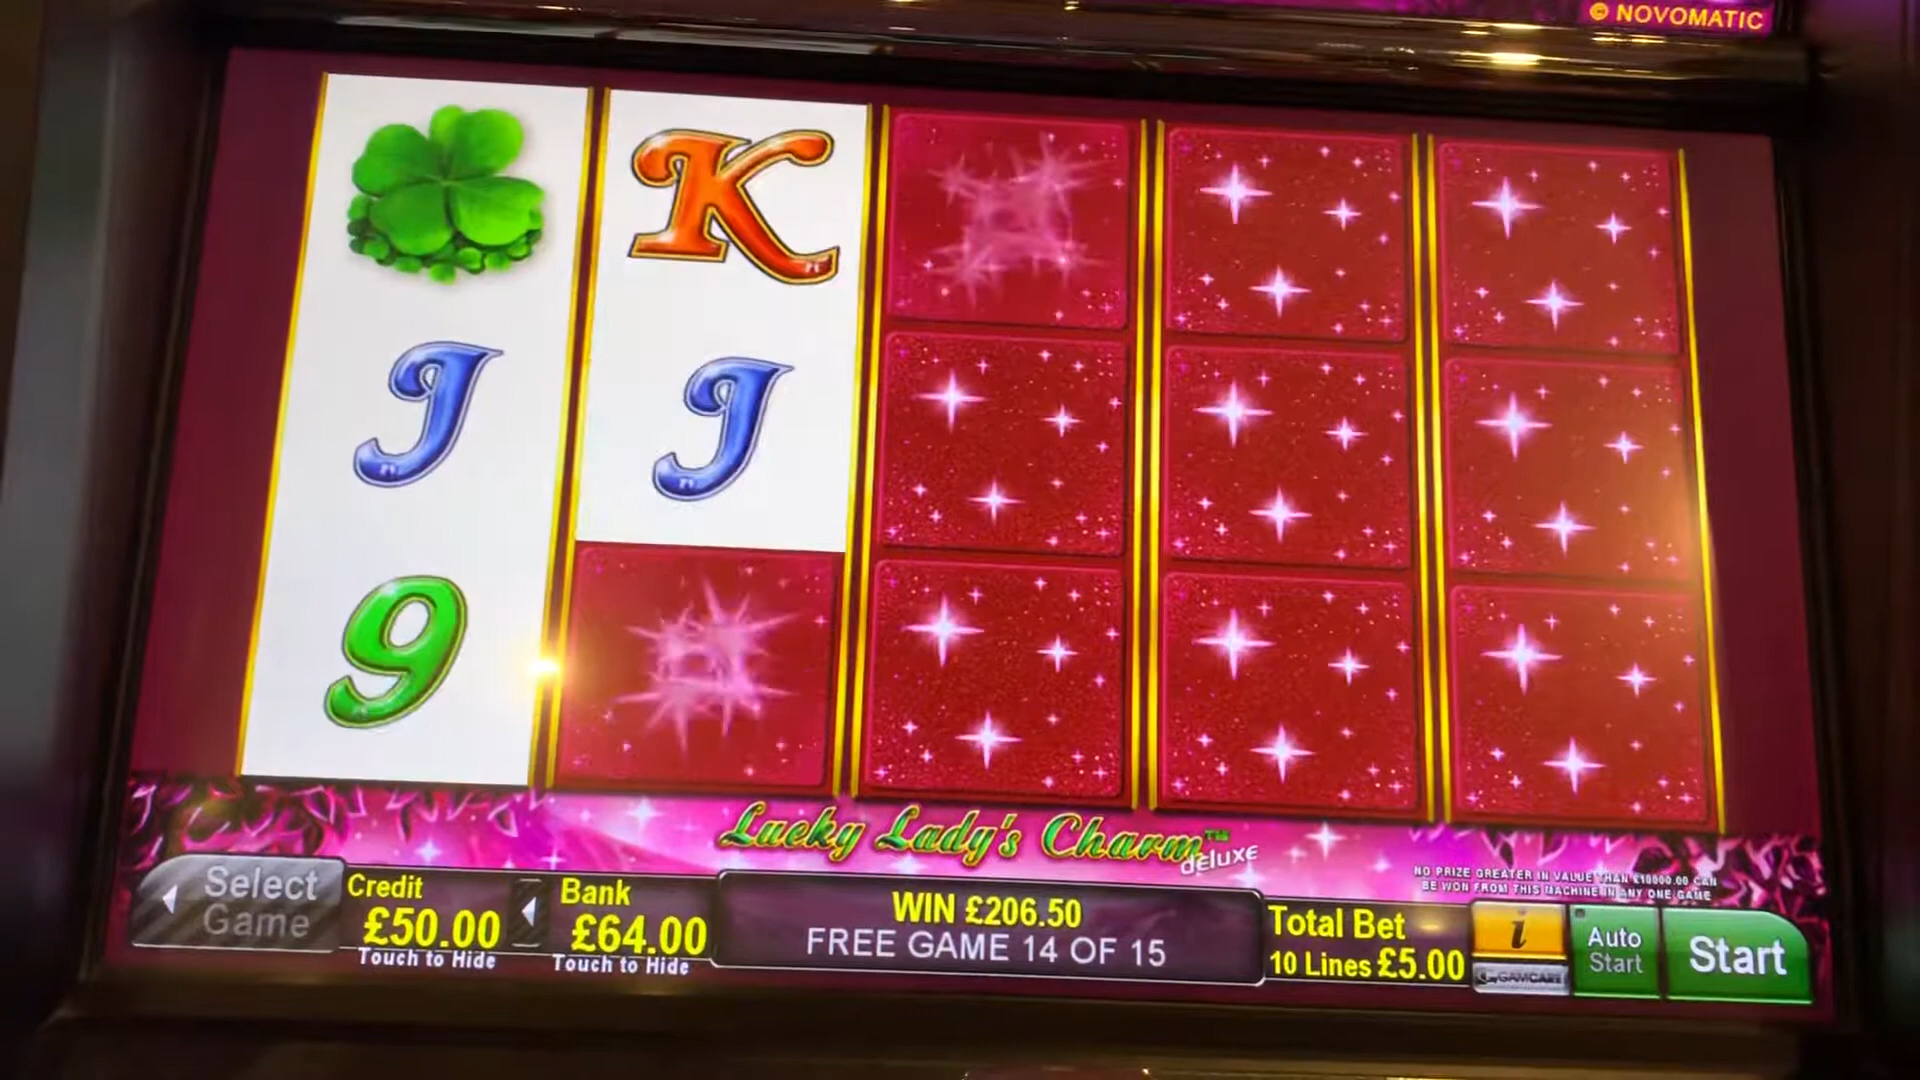 © NOVOMATIC
K
J
J
9
Lucky Lady's Charm™
deluxe
NO PRIZE GREATER IN VALUE THAN £10000.00 CAN
BE WON FROM THIS MACHINE IN ANY ONE GAME
Select
Game
Credit
£50.00
Touch to Hide
Bank
£64.00
Touch to Hide
WIN £206.50
FREE GAME 14 OF 15
Total Bet
10 Lines £5.00
i
GAMCARE
Auto
Start
Start